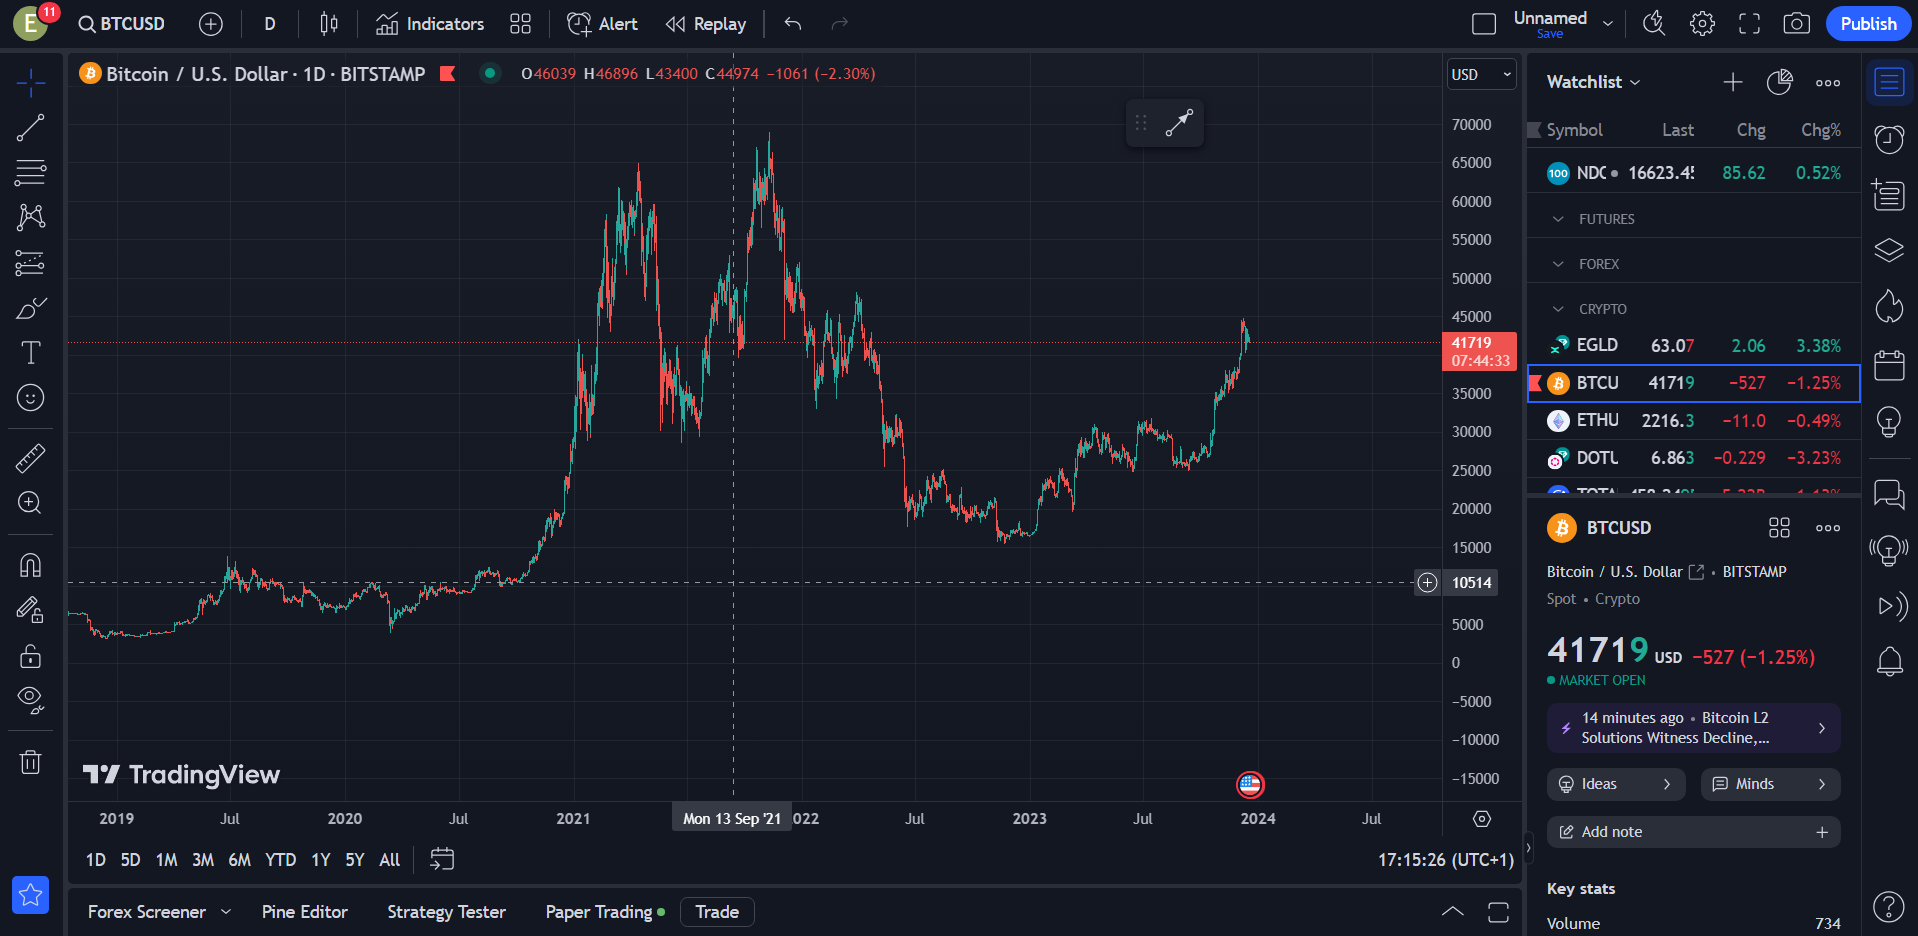 E 11 BTCUSD D Indicators Alert Replay Unnamed Save Publish
Bitcoin / U.S. Dollar · 1D · BITSTAMP O46039 H46896 L43400 C44974 −1061 (−2.30%)
USD
70000
65000
60000
55000
50000
45000
41719
07:44:33
35000
30000
25000
20000
15000
10514
5000
0
−5000
−10000
−15000
TradingView
2019 Jul 2020 Jul 2021 Mon 13 Sep '21 2022 Jul 2023 Jul 2024 Jul
1D 5D 1M 3M 6M YTD 1Y 5Y All 17:15:26 (UTC+1)
Forex Screener Pine Editor Strategy Tester Paper Trading Trade
Watchlist
Symbol Last Chg Chg%
100 NDQ 16623.45 85.62 0.52%
FUTURES
FOREX
CRYPTO
EGLD 63.07 2.06 3.38%
BTCU 41719 −527 −1.25%
ETHU 2216.3 −11.0 −0.49%
DOTU 6.863 −0.229 −3.23%
BTCUSD
Bitcoin / U.S. Dollar • BITSTAMP
Spot • Crypto
41719 USD −527 (−1.25%)
MARKET OPEN
14 minutes ago • Bitcoin L2
Solutions Witness Decline,...
Ideas Minds
Add note
Key stats
Volume 734